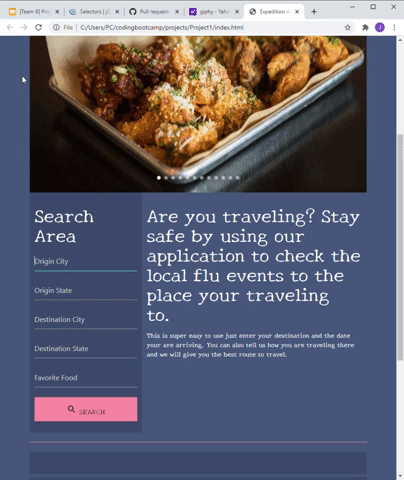 [Team 6] Pro
Selectors | jQ
Pull request
giphy - Yaho
Expedition A
File
C:/Users/PC/codingbootcamp/projects/Project1/index.html
J
Search
Area
Origin City
Origin State
Destination City
Destination State
Favorite Food
SEARCH
Are you traveling? Stay
safe by using our
application to check the
local flu events to the
place your traveling
to.
This is super easy to use just enter your destination and the date
your are arriving. You can also tell us how you are traveling there
and we will give you the best route to travel.